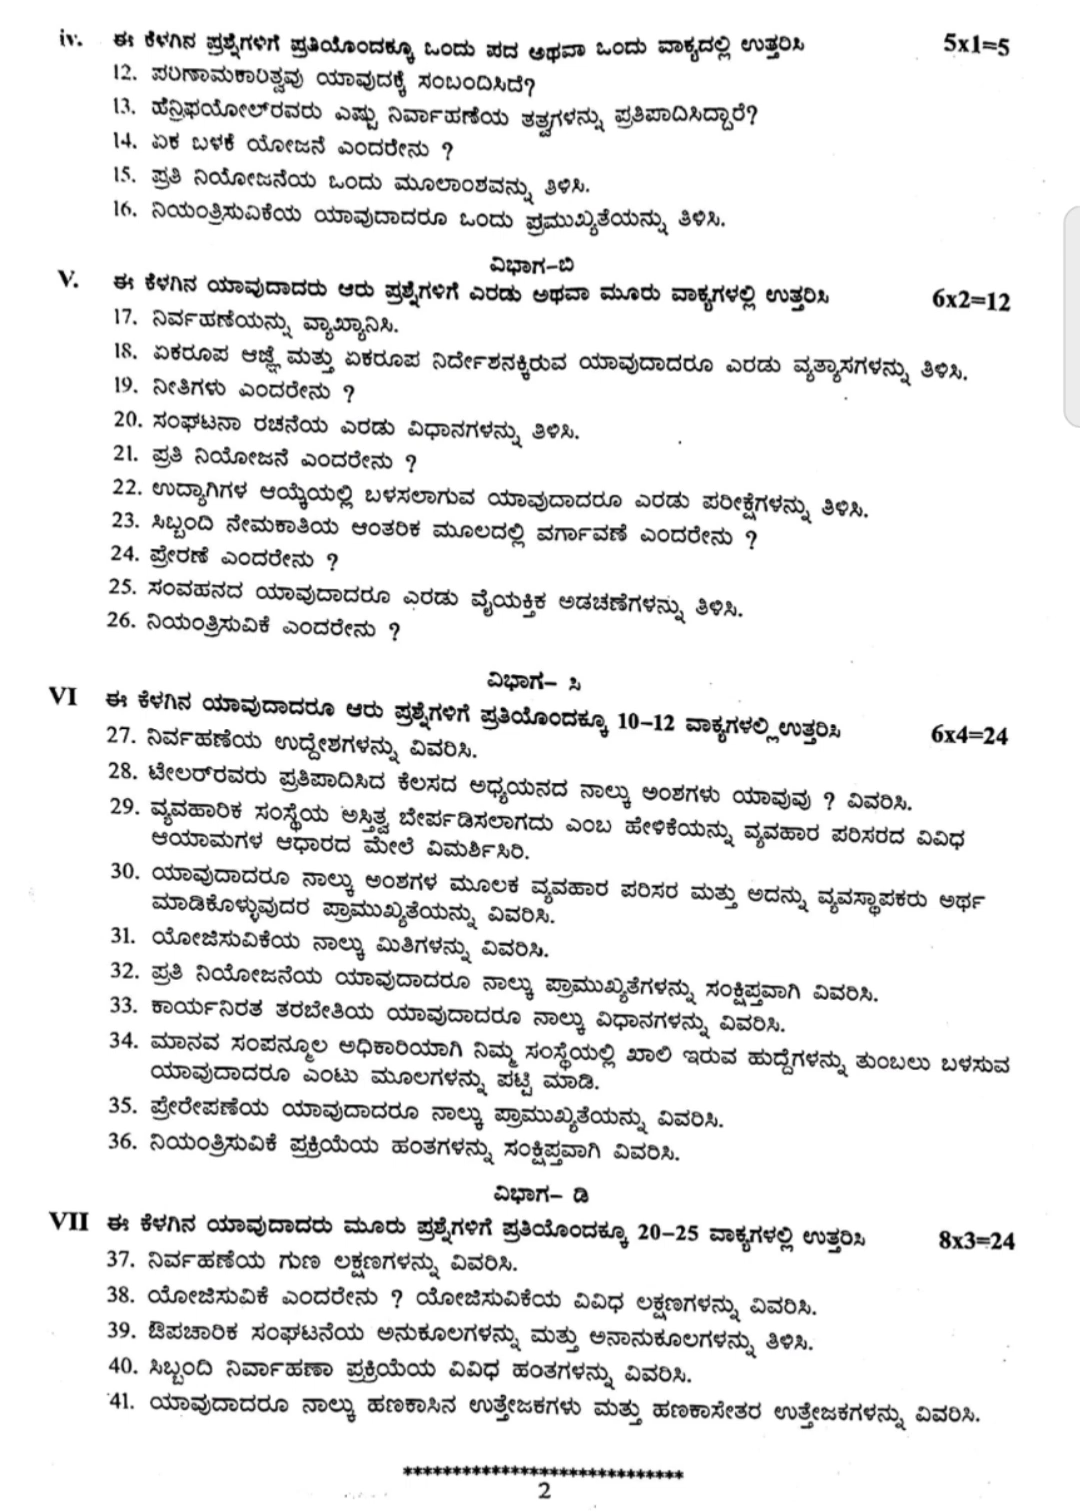 iv. ಈ ಕೆಳಗಿನ ಪ್ರಶ್ನೆಗಳಿಗೆ ಪ್ರತಿಯೊಂದಕ್ಕೂ ಒಂದು ಪದ ಅಥವಾ ಒಂದು ವಾಕ್ಯದಲ್ಲಿ ಉತ್ತರಿಸಿ 5x1=5
12. ಪರಿಣಾಮಕಾರಿತ್ವವು ಯಾವುದಕ್ಕೆ ಸಂಬಂದಿಸಿದೆ?
13. ಹೆನ್ರಿಫಯೋಲ್‌ರವರು ಎಷ್ಟು ನಿರ್ವಾಹಣೆಯ ತತ್ವಗಳನ್ನು ಪ್ರತಿಪಾದಿಸಿದ್ದಾರೆ?
14. ಏಕ ಬಳಕೆ ಯೋಜನೆ ಎಂದರೇನು ?
15. ಪ್ರತಿ ನಿಯೋಜನೆಯ ಒಂದು ಮೂಲಾಂಶವನ್ನು ತಿಳಿಸಿ.
16. ನಿಯಂತ್ರಿಸುವಿಕೆಯ ಯಾವುದಾದರೂ ಒಂದು ಪ್ರಮುಖ್ಯತೆಯನ್ನು ತಿಳಿಸಿ.
ವಿಭಾಗ-ಬಿ
V. ಈ ಕೆಳಗಿನ ಯಾವುದಾದರು ಆರು ಪ್ರಶ್ನೆಗಳಿಗೆ ಎರಡು ಅಥವಾ ಮೂರು ವಾಕ್ಯಗಳಲ್ಲಿ ಉತ್ತರಿಸಿ 6x2=12
17. ನಿರ್ವಹಣೆಯನ್ನು ವ್ಯಾಖ್ಯಾನಿಸಿ.
18. ಏಕರೂಪ ಆಜ್ಞೆ ಮತ್ತು ಏಕರೂಪ ನಿರ್ದೇಶನಕ್ಕಿರುವ ಯಾವುದಾದರೂ ಎರಡು ವ್ಯತ್ಯಾಸಗಳನ್ನು ತಿಳಿಸಿ.
19. ನೀತಿಗಳು ಎಂದರೇನು ?
20. ಸಂಘಟನಾ ರಚನೆಯ ಎರಡು ವಿಧಾನಗಳನ್ನು ತಿಳಿಸಿ.
21. ಪ್ರತಿ ನಿಯೋಜನೆ ಎಂದರೇನು ?
22. ಉದ್ಯಾಗಿಗಳ ಆಯ್ಕೆಯಲ್ಲಿ ಬಳಸಲಾಗುವ ಯಾವುದಾದರೂ ಎರಡು ಪರೀಕ್ಷೆಗಳನ್ನು ತಿಳಿಸಿ.
23. ಸಿಬ್ಬಂದಿ ನೇಮಕಾತಿಯ ಆಂತರಿಕ ಮೂಲದಲ್ಲಿ ವರ್ಗಾವಣೆ ಎಂದರೇನು ?
24. ಪ್ರೇರಣೆ ಎಂದರೇನು ?
25. ಸಂವಹನದ ಯಾವುದಾದರೂ ಎರಡು ವೈಯಕ್ತಿಕ ಅಡಚಣೆಗಳನ್ನು ತಿಳಿಸಿ.
26. ನಿಯಂತ್ರಿಸುವಿಕೆ ಎಂದರೇನು ?
ವಿಭಾಗ- ಸಿ
VI ಈ ಕೆಳಗಿನ ಯಾವುದಾದರೂ ಆರು ಪ್ರಶ್ನೆಗಳಿಗೆ ಪ್ರತಿಯೊಂದಕ್ಕೂ 10-12 ವಾಕ್ಯಗಳಲ್ಲಿ ಉತ್ತರಿಸಿ 6x4=24
27. ನಿರ್ವಹಣೆಯ ಉದ್ದೇಶಗಳನ್ನು ವಿವರಿಸಿ.
28. ಟೇಲರ್‌ರವರು ಪ್ರತಿಪಾದಿಸಿದ ಕೆಲಸದ ಅಧ್ಯಯನದ ನಾಲ್ಕು ಅಂಶಗಳು ಯಾವುವು ? ವಿವರಿಸಿ.
29. ವ್ಯವಹಾರಿಕ ಸಂಸ್ಥೆಯ ಅಸ್ತಿತ್ವ ಬೇರ್ಪಡಿಸಲಾಗದು ಎಂಬ ಹೇಳಿಕೆಯನ್ನು ವ್ಯವಹಾರ ಪರಿಸರದ ವಿವಿಧ
ಆಯಾಮಗಳ ಆಧಾರದ ಮೇಲೆ ವಿಮರ್ಶಿಸಿರಿ.
30. ಯಾವುದಾದರೂ ನಾಲ್ಕು ಅಂಶಗಳ ಮೂಲಕ ವ್ಯವಹಾರ ಪರಿಸರ ಮತ್ತು ಅದನ್ನು ವ್ಯವಸ್ಥಾಪಕರು ಅರ್ಥ
ಮಾಡಿಕೊಳ್ಳುವುದರ ಪ್ರಾಮುಖ್ಯತೆಯನ್ನು ವಿವರಿಸಿ.
31. ಯೋಜಿಸುವಿಕೆಯ ನಾಲ್ಕು ಮಿತಿಗಳನ್ನು ವಿವರಿಸಿ.
32. ಪ್ರತಿ ನಿಯೋಜನೆಯ ಯಾವುದಾದರೂ ನಾಲ್ಕು ಪ್ರಾಮುಖ್ಯತೆಗಳನ್ನು ಸಂಕ್ಷಿಪ್ತವಾಗಿ ವಿವರಿಸಿ.
33. ಕಾರ್ಯನಿರತ ತರಬೇತಿಯ ಯಾವುದಾದರೂ ನಾಲ್ಕು ವಿಧಾನಗಳನ್ನು ವಿವರಿಸಿ.
34. ಮಾನವ ಸಂಪನ್ಮೂಲ ಅಧಿಕಾರಿಯಾಗಿ ನಿಮ್ಮ ಸಂಸ್ಥೆಯಲ್ಲಿ ಖಾಲಿ ಇರುವ ಹುದ್ದೆಗಳನ್ನು ತುಂಬಲು ಬಳಸುವ
ಯಾವುದಾದರೂ ಎಂಟು ಮೂಲಗಳನ್ನು ಪಟ್ಟಿ ಮಾಡಿ.
35. ಪ್ರೇರೇಪಣೆಯ ಯಾವುದಾದರೂ ನಾಲ್ಕು ಪ್ರಾಮುಖ್ಯತೆಯನ್ನು ವಿವರಿಸಿ.
36. ನಿಯಂತ್ರಿಸುವಿಕೆ ಪ್ರಕ್ರಿಯೆಯ ಹಂತಗಳನ್ನು ಸಂಕ್ಷಿಪ್ತವಾಗಿ ವಿವರಿಸಿ.
ವಿಭಾಗ- ಡಿ
VII ಈ ಕೆಳಗಿನ ಯಾವುದಾದರು ಮೂರು ಪ್ರಶ್ನೆಗಳಿಗೆ ಪ್ರತಿಯೊಂದಕ್ಕೂ 20-25 ವಾಕ್ಯಗಳಲ್ಲಿ ಉತ್ತರಿಸಿ 8x3=24
37. ನಿರ್ವಹಣೆಯ ಗುಣ ಲಕ್ಷಣಗಳನ್ನು ವಿವರಿಸಿ.
38. ಯೋಜಿಸುವಿಕೆ ಎಂದರೇನು ? ಯೋಜಿಸುವಿಕೆಯ ವಿವಿಧ ಲಕ್ಷಣಗಳನ್ನು ವಿವರಿಸಿ.
39. ಔಪಚಾರಿಕ ಸಂಘಟನೆಯ ಅನುಕೂಲಗಳನ್ನು ಮತ್ತು ಅನಾನುಕೂಲಗಳನ್ನು ತಿಳಿಸಿ.
40. ಸಿಬ್ಬಂದಿ ನಿರ್ವಾಹಣಾ ಪ್ರಕ್ರಿಯೆಯ ವಿವಿಧ ಹಂತಗಳನ್ನು ವಿವರಿಸಿ.
41. ಯಾವುದಾದರೂ ನಾಲ್ಕು ಹಣಕಾಸಿನ ಉತ್ತೇಜಕಗಳು ಮತ್ತು ಹಣಕಾಸೇತರ ಉತ್ತೇಜಕಗಳನ್ನು ವಿವರಿಸಿ.
****************************
2